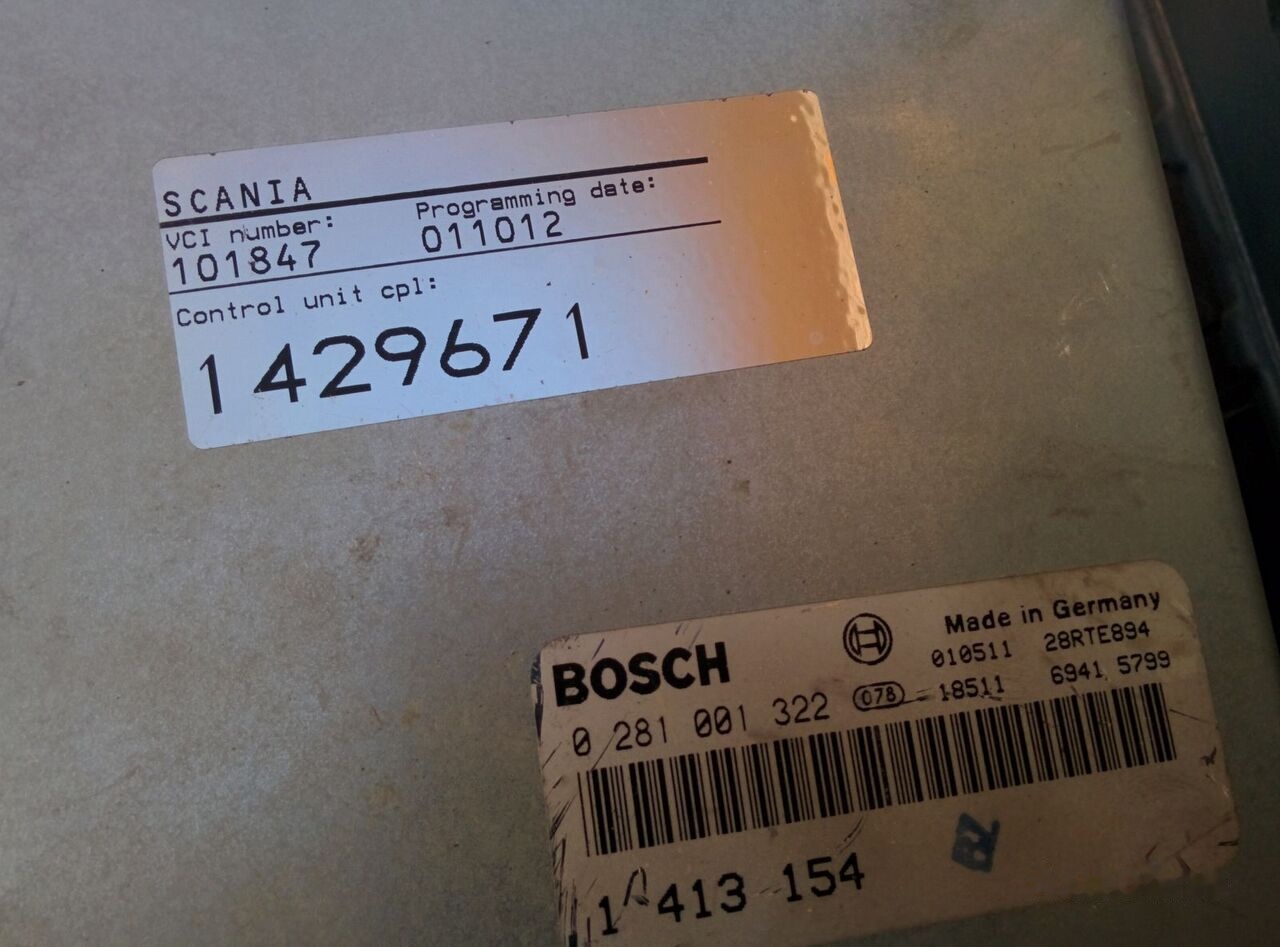 SCANIA
VCI number: Programming date:
101847 011012
Control unit cpl:
1429671
BOSCH Made in Germany
010511 28RTE894
0 281 001 322 078 18511 6941 5799
1 413 154